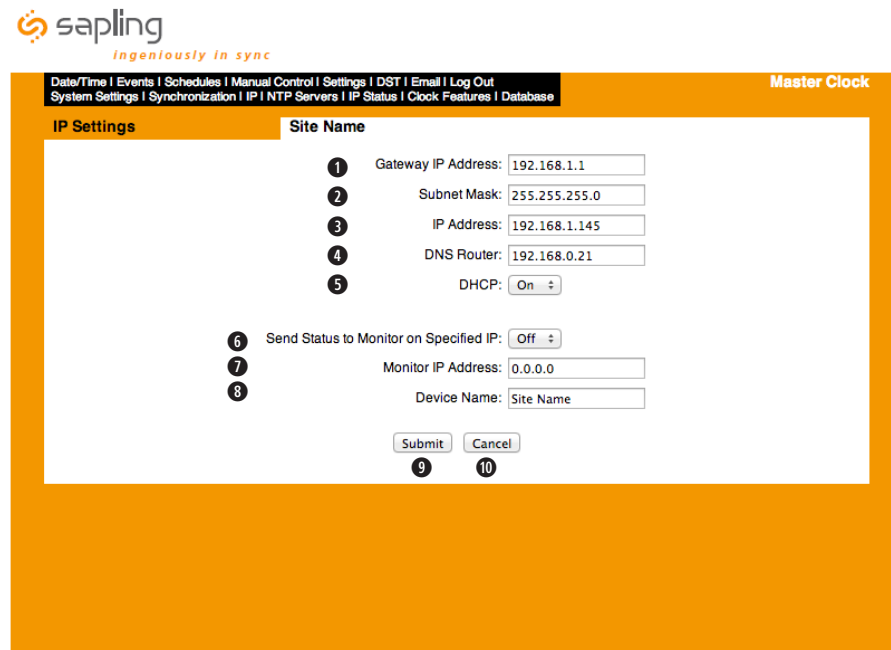 sapling
ingeniously in sync
Date/Time I Events I Schedules I Manual Control I Settings I DST I Email I Log Out
System Settings I Synchronization I IP I NTP Servers I IP Status I Clock Features I Database
Master Clock
IP Settings
Site Name
1 Gateway IP Address: 192.168.1.1
2 Subnet Mask: 255.255.255.0
3 IP Address: 192.168.1.145
4 DNS Router: 192.168.0.21
5 DHCP: On
6 Send Status to Monitor on Specified IP: Off
7 Monitor IP Address: 0.0.0.0
8 Device Name: Site Name
Submit Cancel
9 10